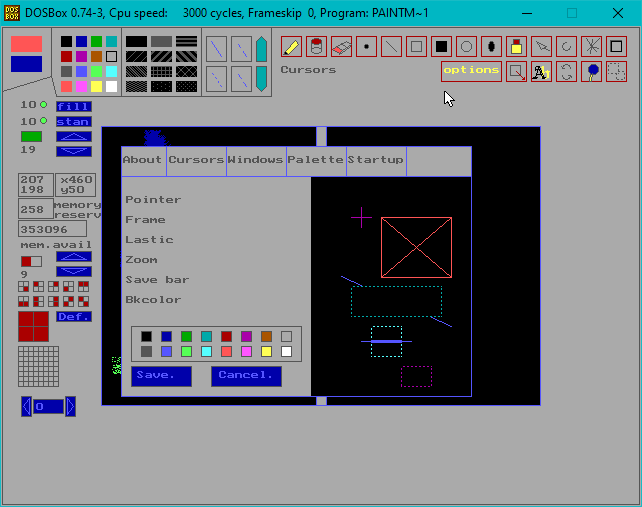 DOSBox 0.74-3, Cpu speed: 3000 cycles, Frameskip 0, Program: PAINTM~1
Cursors
options
10 fill
10 stan
19
207
198
x460
y50
258 memory
reserv
353096
mem.avail
9
Def.
0
About Cursors Windows Palette Startup
Pointer
Frame
Lastic
Zoom
Save bar
Bkcolor
Save. Cancel.